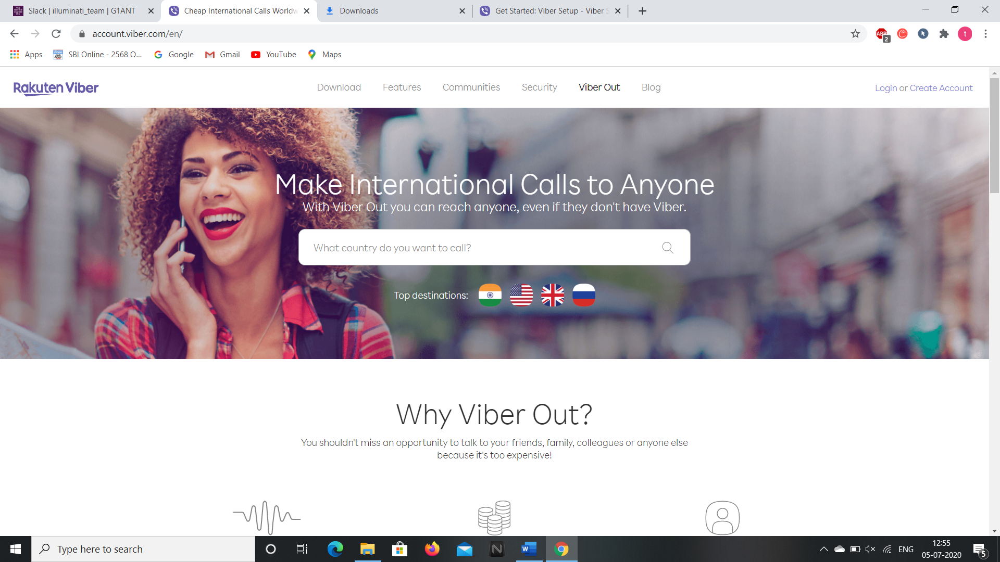 Slack | illuminati_team | G1ANT
Cheap International Calls Worldw
Downloads
Get Started: Viber Setup - Viber S
account.viber.com/en/
ABP
2
t
Apps
SBI Online - 2568 O...
Google
Gmail
YouTube
Maps
Rakuten Viber
Download
Features
Communities
Security
Viber Out
Blog
Login or Create Account
Make International Calls to Anyone
With Viber Out you can reach anyone, even if they don't have Viber.
What country do you want to call?
Top destinations:
Why Viber Out?
You shouldn't miss an opportunity to talk to your friends, family, colleagues or anyone else
because it's too expensive!
Type here to search
N
W
ENG
12:55
05-07-2020
5